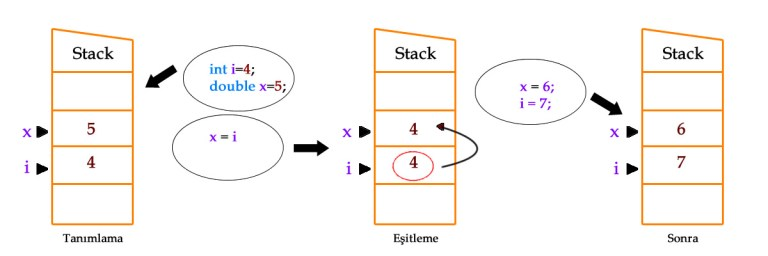 Stack
x
5
i
4
Tanımlama
int i=4;
double x=5;
x = i
Stack
x
4
i
4
Eşitleme
x = 6;
i = 7;
Stack
x
6
i
7
Sonra